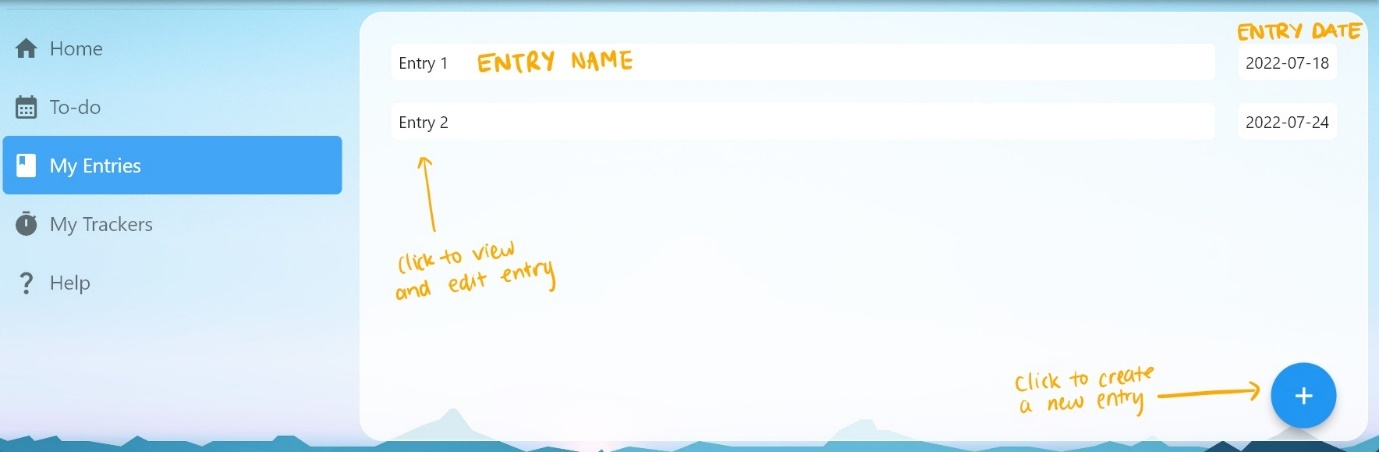 Home
To-do
My Entries
My Trackers
Help
ENTRY DATE
Entry 1 ENTRY NAME 2022-07-18
Entry 2 2022-07-24
Click to view
and edit entry
Click to create
a new entry
+